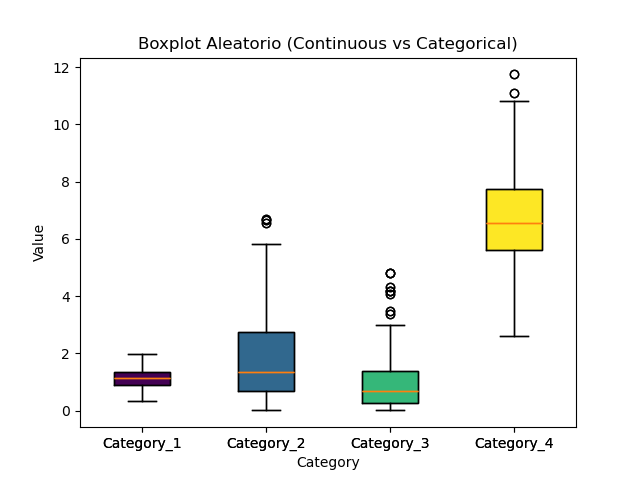 Boxplot Aleatorio (Continuous vs Categorical)
12
10
8
6
4
2
0
Value
Category_1 Category_2 Category_3 Category_4
Category